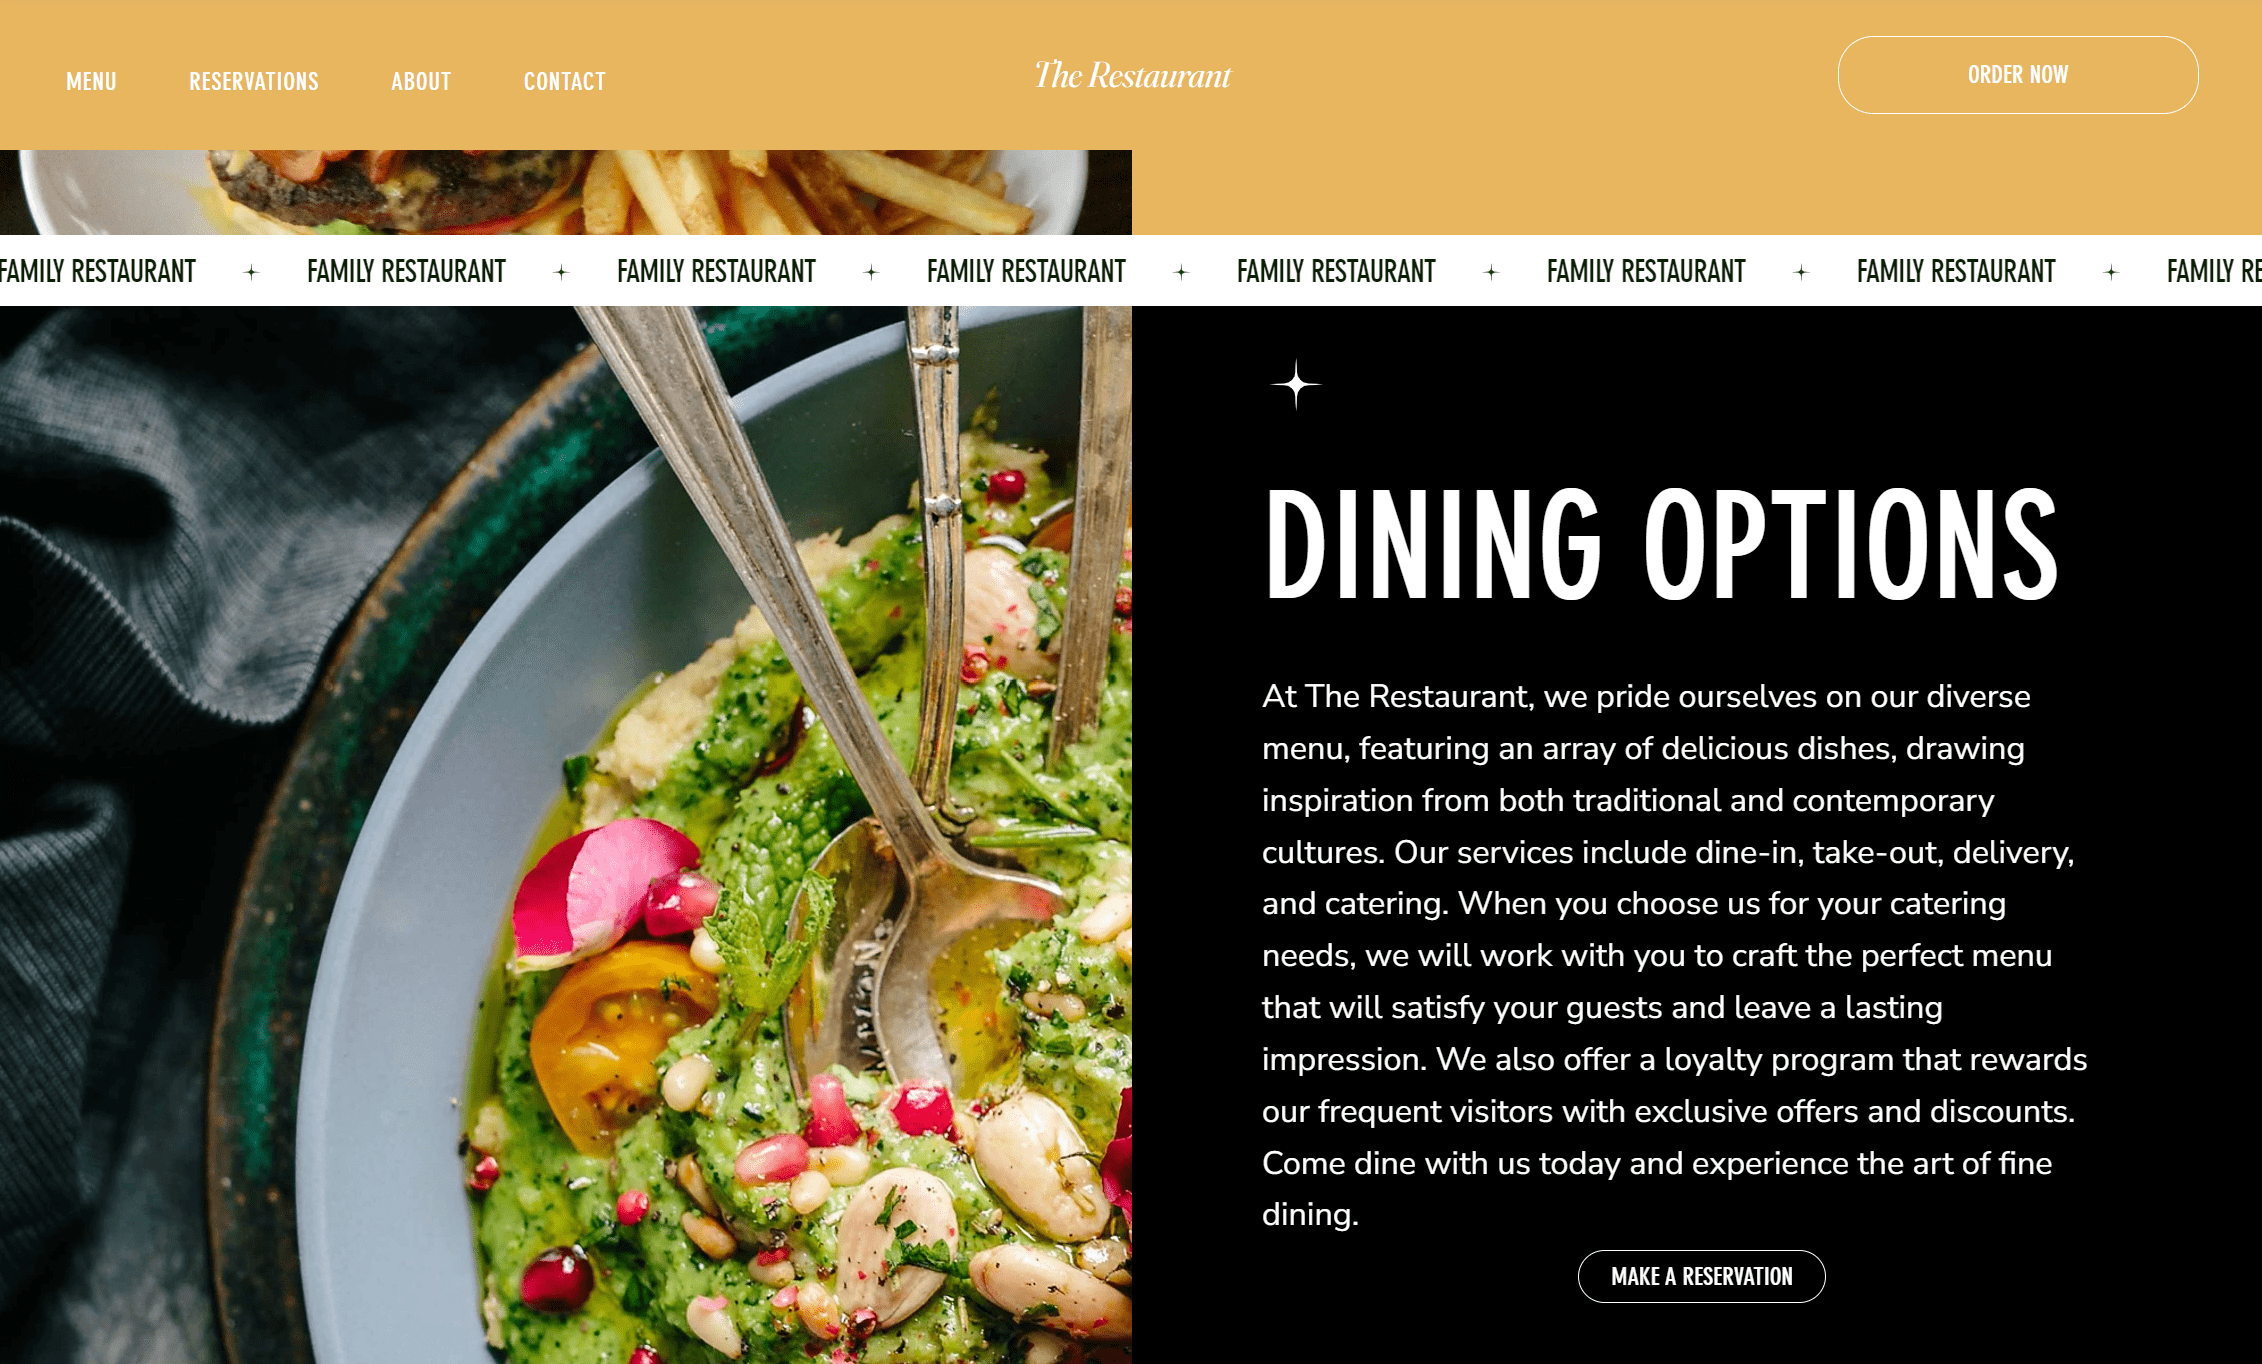 MENU RESERVATIONS ABOUT CONTACT The Restaurant ORDER NOW
FAMILY RESTAURANT FAMILY RESTAURANT FAMILY RESTAURANT FAMILY RESTAURANT FAMILY RESTAURANT FAMILY RESTAURANT FAMILY RESTAURANT FAMILY RE
DINING OPTIONS
At The Restaurant, we pride ourselves on our diverse
menu, featuring an array of delicious dishes, drawing
inspiration from both traditional and contemporary
cultures. Our services include dine-in, take-out, delivery,
and catering. When you choose us for your catering
needs, we will work with you to craft the perfect menu
that will satisfy your guests and leave a lasting
impression. We also offer a loyalty program that rewards
our frequent visitors with exclusive offers and discounts.
Come dine with us today and experience the art of fine
dining.
MAKE A RESERVATION